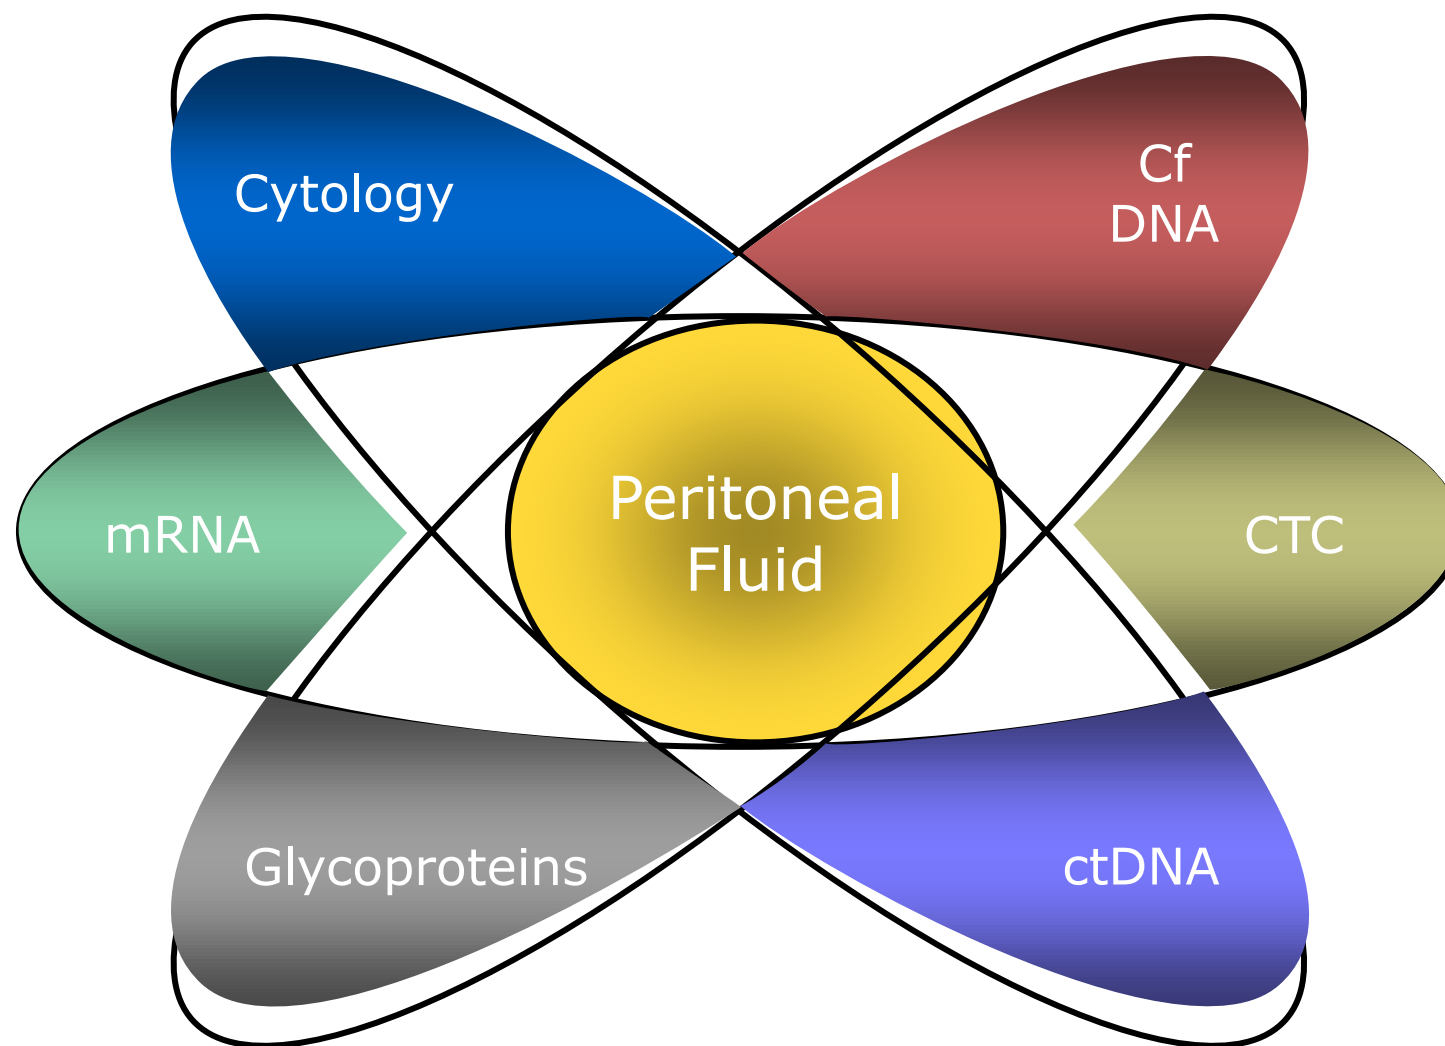 Cytology
Cf
DNA
mRNA
Peritoneal
Fluid
CTC
Glycoproteins
ctDNA